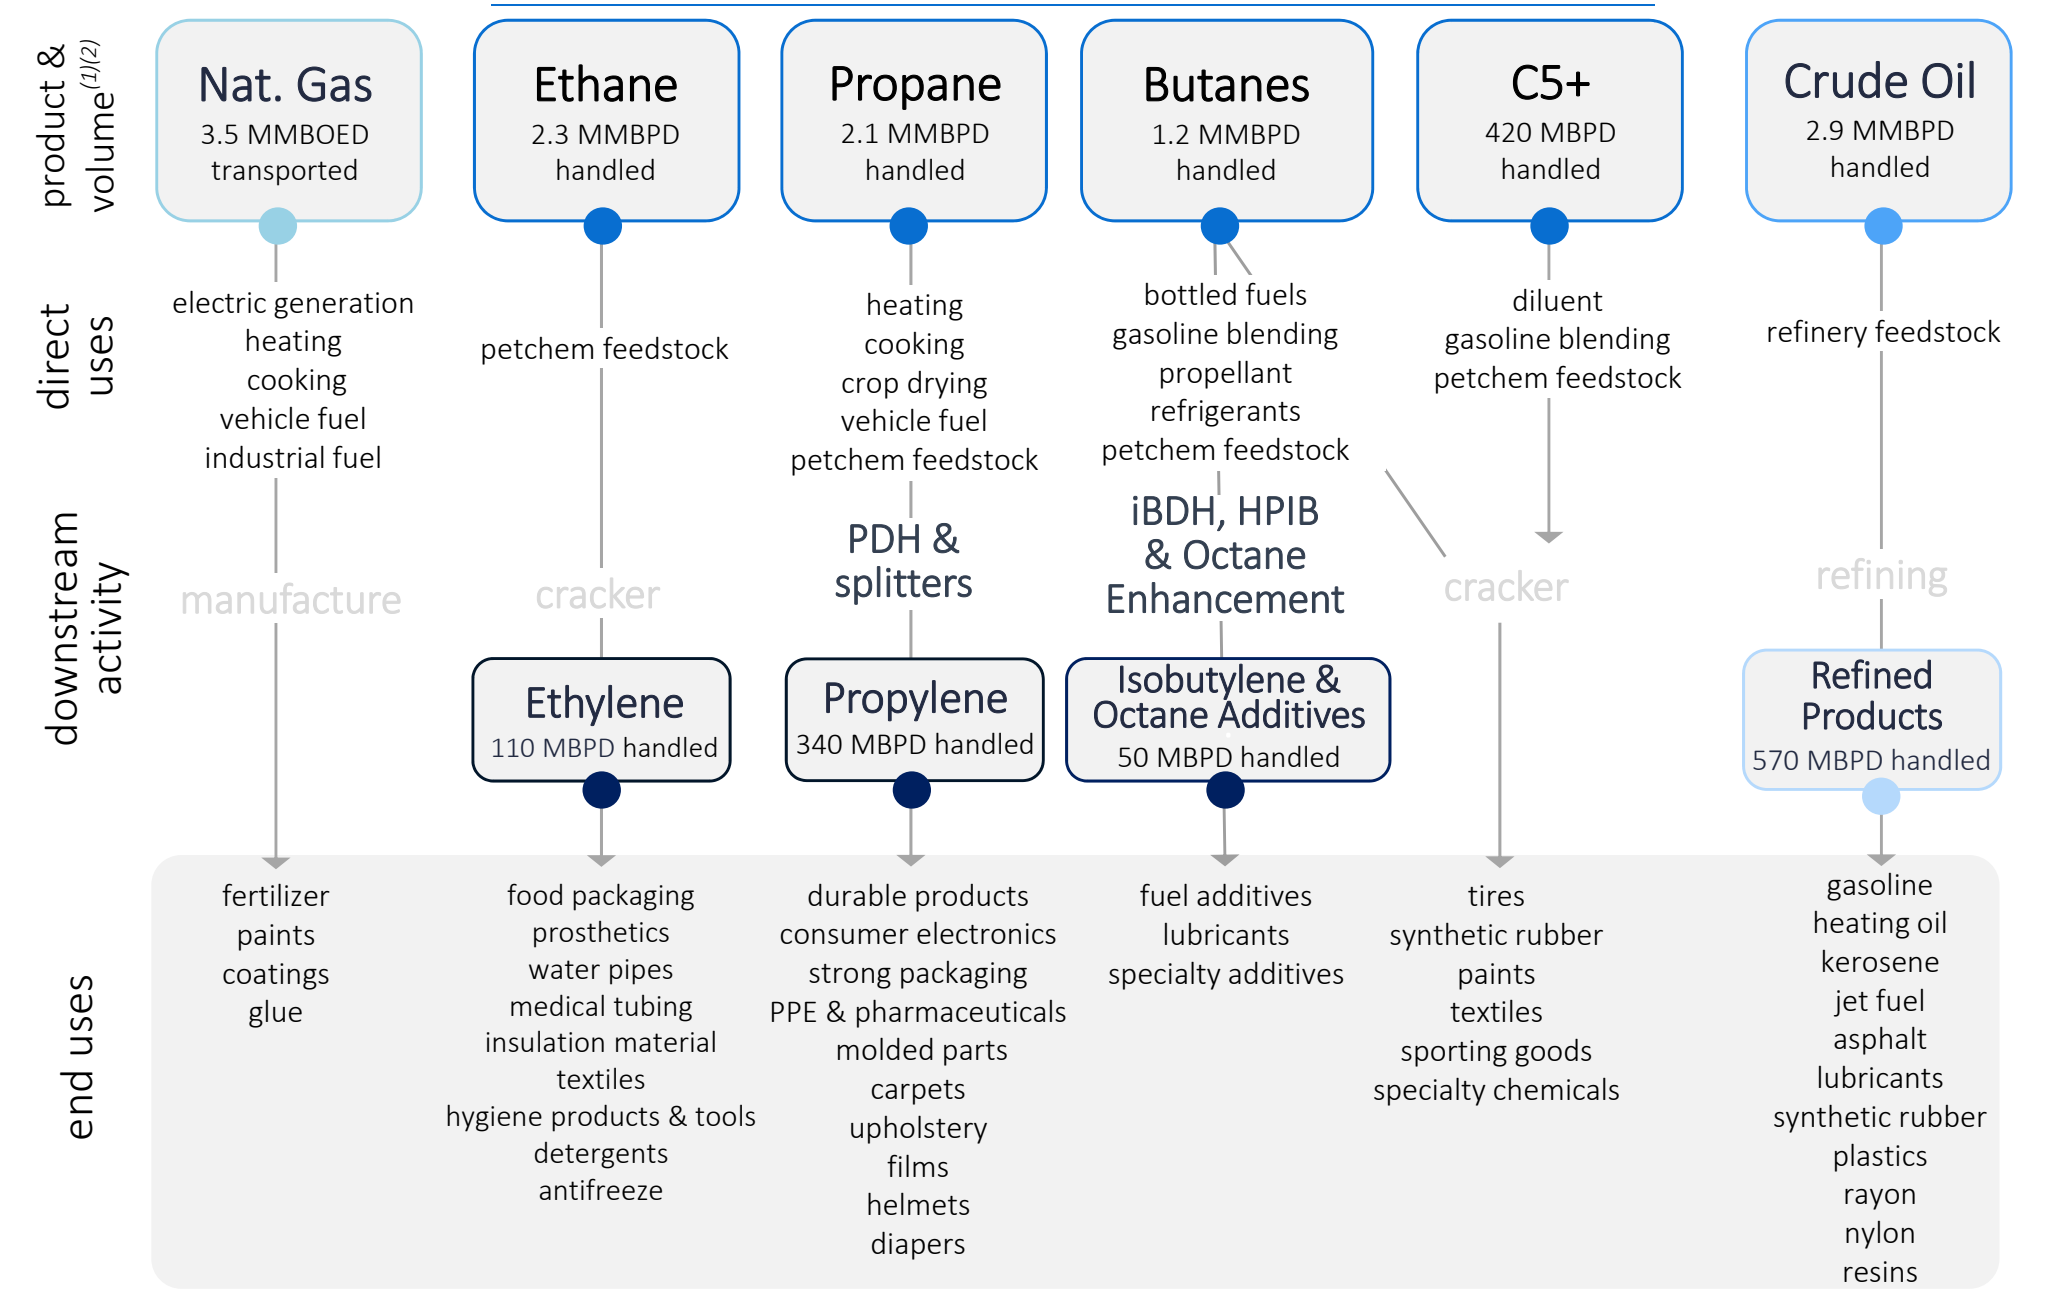 product &
volume(1)(2)
Nat. Gas
3.5 MMBOED
transported
Ethane
2.3 MMBPD
handled
Propane
2.1 MMBPD
handled
Butanes
1.2 MMBPD
handled
C5+
420 MBPD
handled
Crude Oil
2.9 MMBPD
handled
direct
uses
electric generation
heating
cooking
vehicle fuel
industrial fuel
petchem feedstock
heating
cooking
crop drying
vehicle fuel
petchem feedstock
bottled fuels
gasoline blending
propellant
refrigerants
petchem feedstock
diluent
gasoline blending
petchem feedstock
refinery feedstock
downstream
activity
manufacture
cracker
PDH &
splitters
iBDH, HPIB
& Octane
Enhancement
cracker
refining
Ethylene
110 MBPD handled
Propylene
340 MBPD handled
Isobutylene &
Octane Additives
50 MBPD handled
Refined
Products
570 MBPD handled
end uses
fertilizer
paints
coatings
glue
food packaging
prosthetics
water pipes
medical tubing
insulation material
textiles
hygiene products & tools
detergents
antifreeze
durable products
consumer electronics
strong packaging
PPE & pharmaceuticals
molded parts
carpets
upholstery
films
helmets
diapers
fuel additives
lubricants
specialty additives
tires
synthetic rubber
paints
textiles
sporting goods
specialty chemicals
gasoline
heating oil
kerosene
jet fuel
asphalt
lubricants
synthetic rubber
plastics
rayon
nylon
resins